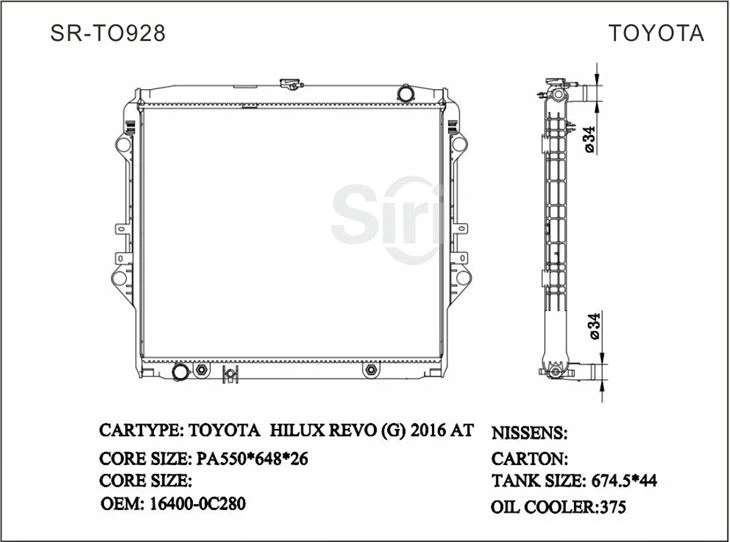 SR-TO928
TOYOTA
ø34
Siri
ø34
CARTYPE: TOYOTA HILUX REVO (G) 2016 AT
CORE SIZE: PA550*648*26
CORE SIZE:
OEM: 16400-0C280
NISSENS:
CARTON:
TANK SIZE: 674.5*44
OIL COOLER:375